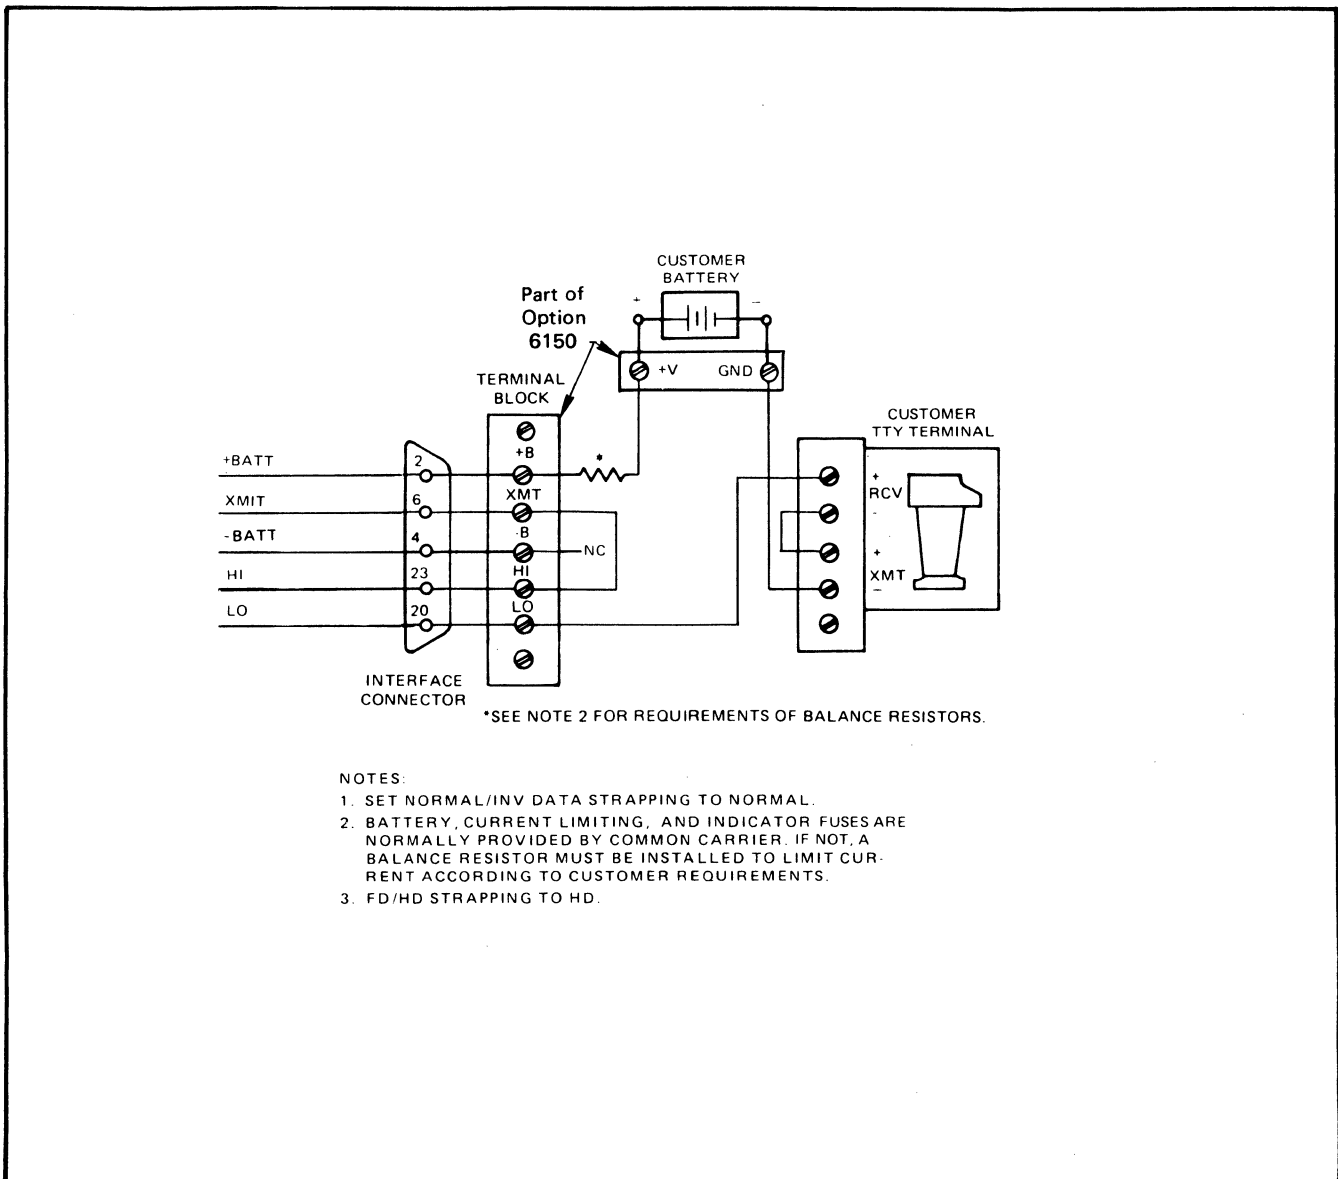 CUSTOMER
BATTERY
+ −
Part of
Option
6150
+V GND
TERMINAL
BLOCK
CUSTOMER
TTY TERMINAL
+B
+BATT 2 *
+
RCV
-
XMT
XMIT 6
-B
-BATT 4 NC
+
XMT
−
HI
HI 23
LO
LO 20
INTERFACE
CONNECTOR
*SEE NOTE 2 FOR REQUIREMENTS OF BALANCE RESISTORS.
NOTES:
1. SET NORMAL/INV DATA STRAPPING TO NORMAL.
2. BATTERY, CURRENT LIMITING, AND INDICATOR FUSES ARE
NORMALLY PROVIDED BY COMMON CARRIER. IF NOT, A
BALANCE RESISTOR MUST BE INSTALLED TO LIMIT CUR-
RENT ACCORDING TO CUSTOMER REQUIREMENTS.
3. FD/HD STRAPPING TO HD.